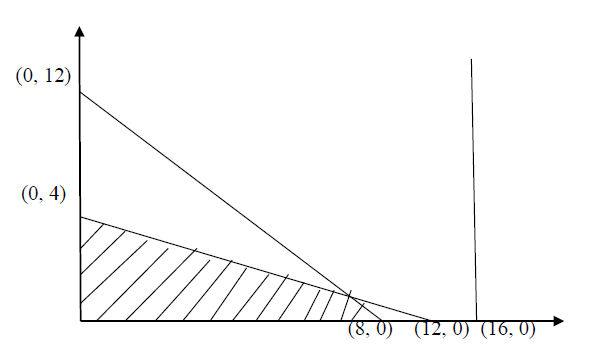 (0, 12)
(0, 4)
(8, 0) (12, 0) (16, 0)